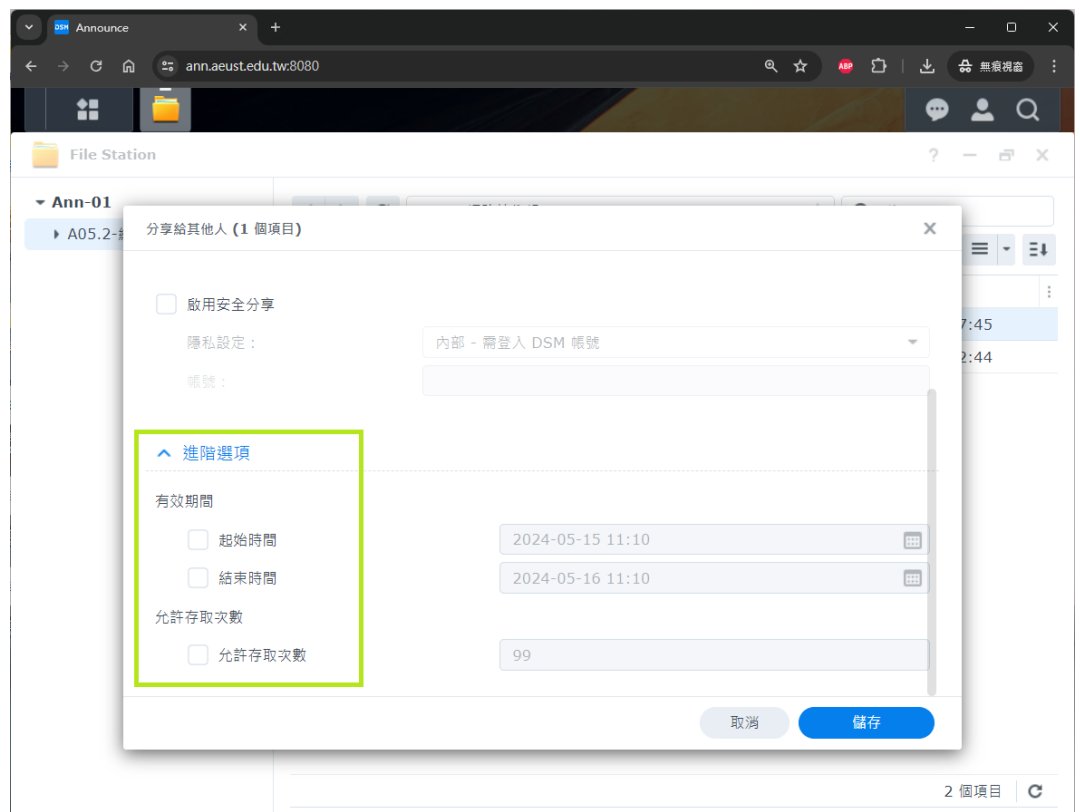 DSM Announce
ann.aeust.edu.tw:8080
ABP
無痕視窗
File Station
Ann-01
A05.2-
分享給其他人 (1 個項目)
啟用安全分享
隱私設定：
內部 - 需登入 DSM 帳號
帳號：
7:45
2:44
進階選項
有效期間
起始時間
2024-05-15 11:10
結束時間
2024-05-16 11:10
允許存取次數
允許存取次數
99
取消
儲存
2 個項目